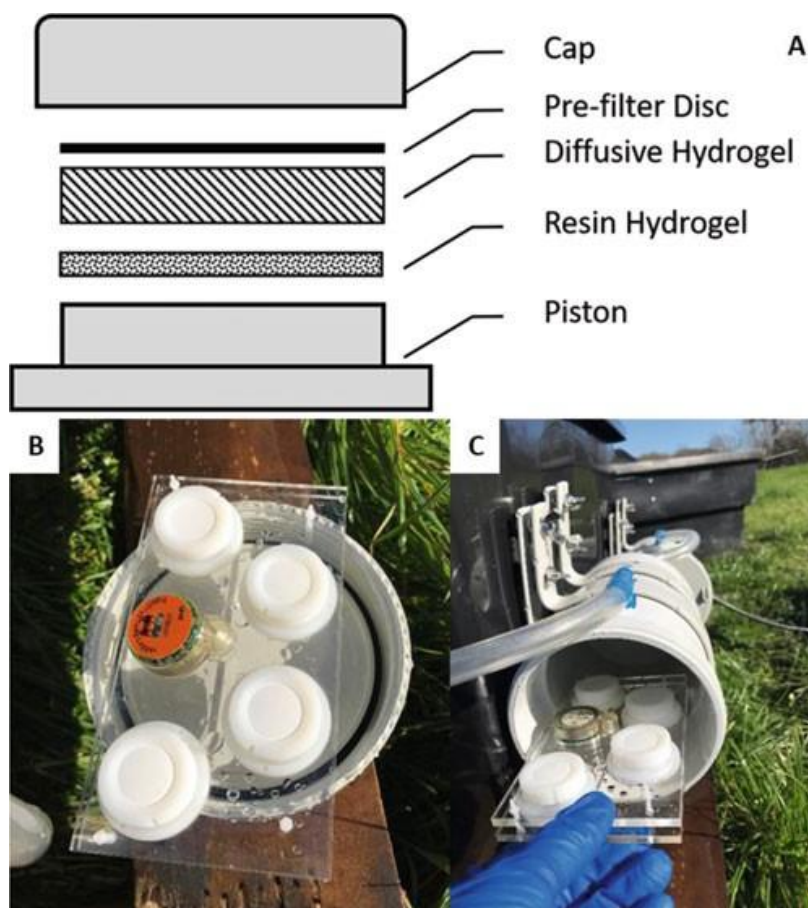 Cap
A
Pre-filter Disc
Diffusive Hydrogel
Resin Hydrogel
Piston
B
C